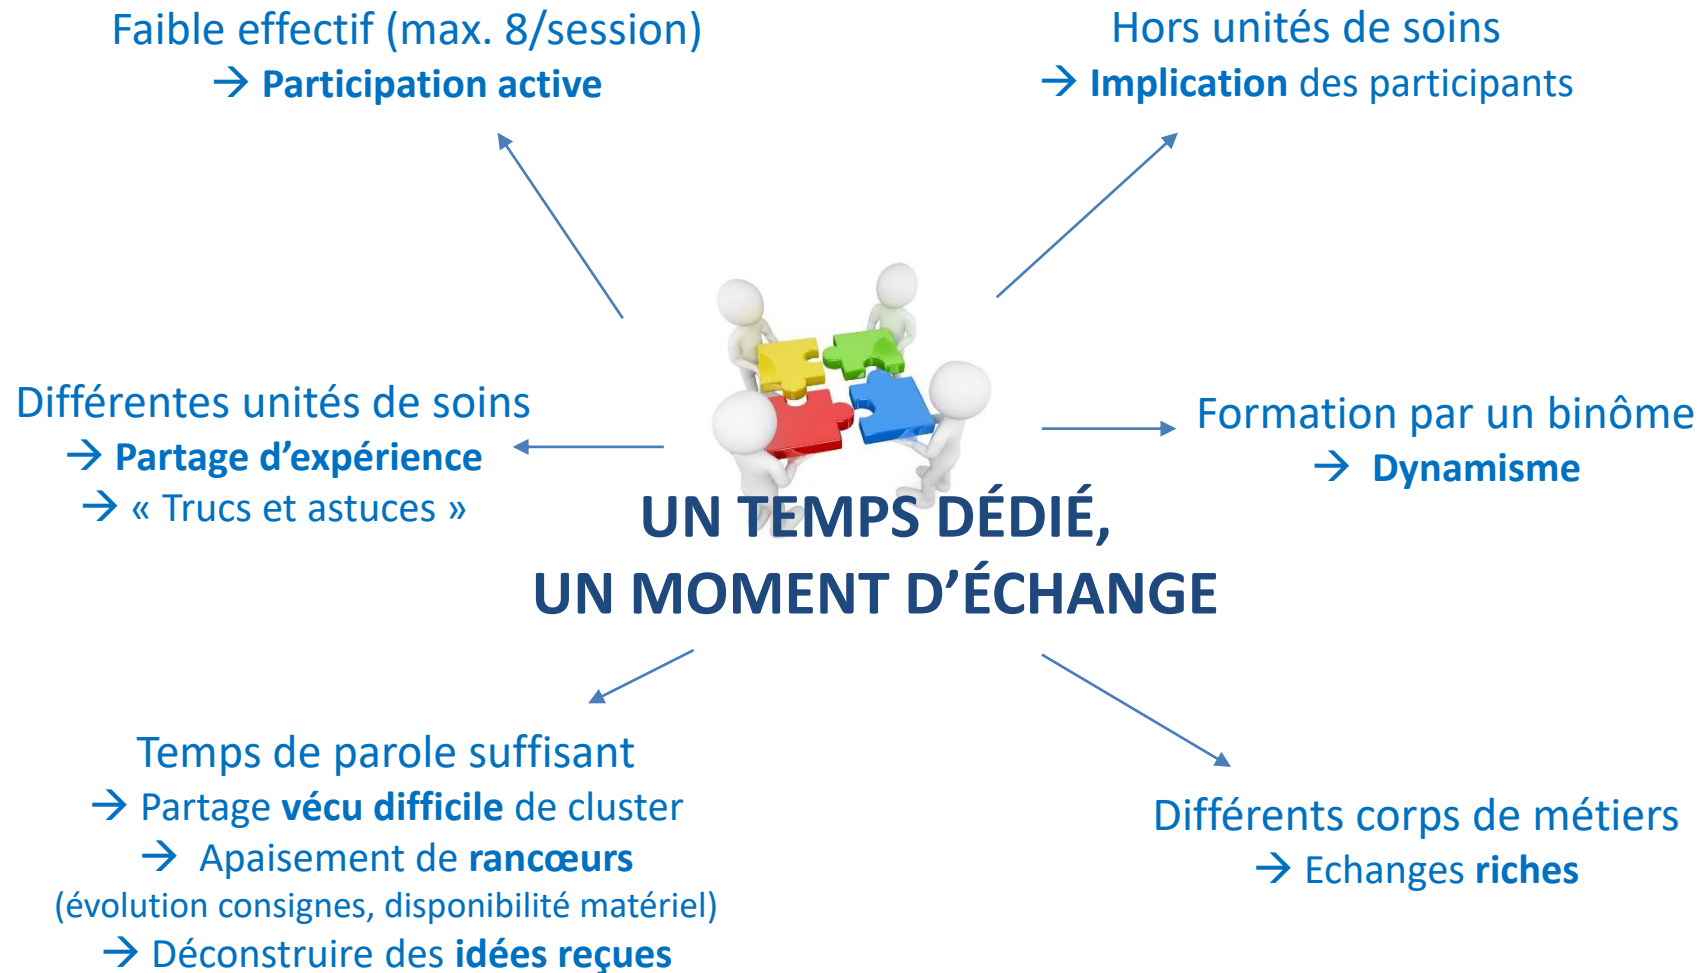 Faible effectif (max. 8/session)
→ Participation active
Hors unités de soins
→ Implication des participants
Différentes unités de soins
→ Partage d'expérience
→ « Trucs et astuces »
Formation par un binôme
→ Dynamisme
UN TEMPS DÉDIÉ,
UN MOMENT D'ÉCHANGE
Temps de parole suffisant
→ Partage vécu difficile de cluster
→ Apaisement de rancœurs
(évolution consignes, disponibilité matériel)
→ Déconstruire des idées reçues
Différents corps de métiers
→ Echanges riches